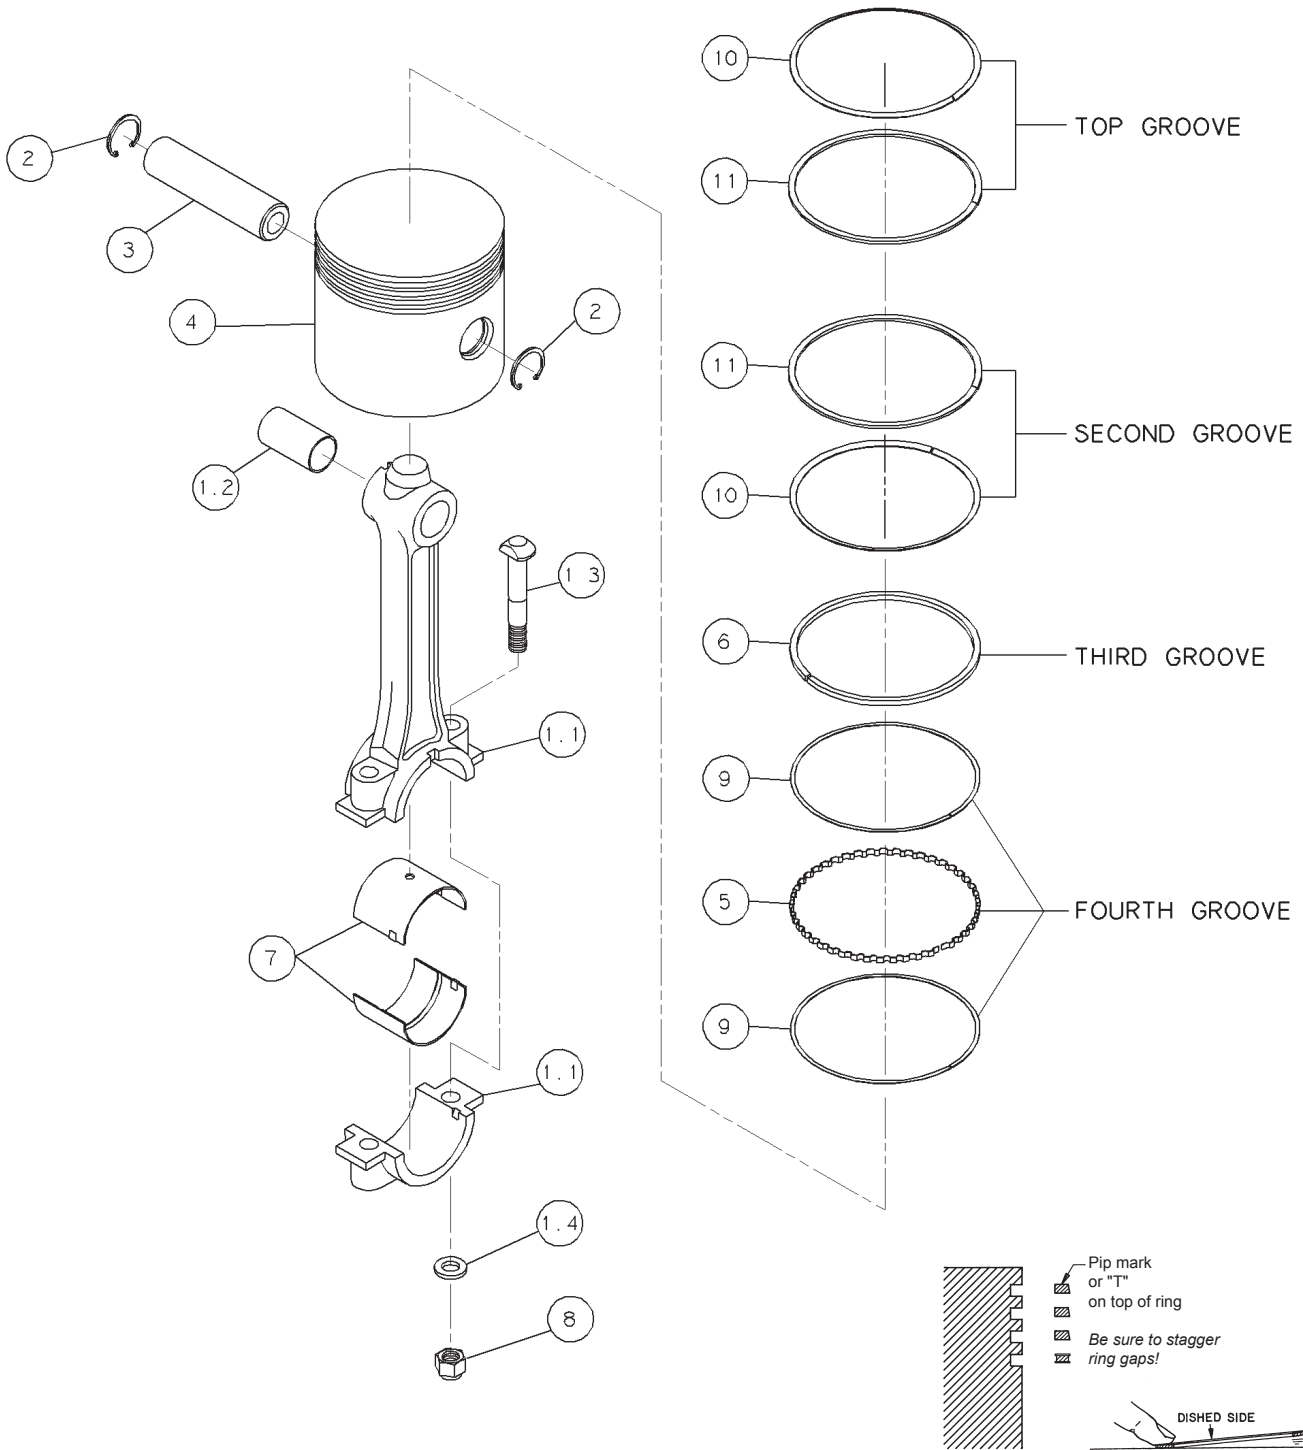 10
TOP GROOVE
2
11
3
2
4
11
SECOND GROOVE
1.2
10
1 3
6
THIRD GROOVE
1.1
9
5
FOURTH GROOVE
7
9
1.1
1.4
8
Pip mark
or "T"
on top of ring
Be sure to stagger
ring gaps!
DISHED SIDE